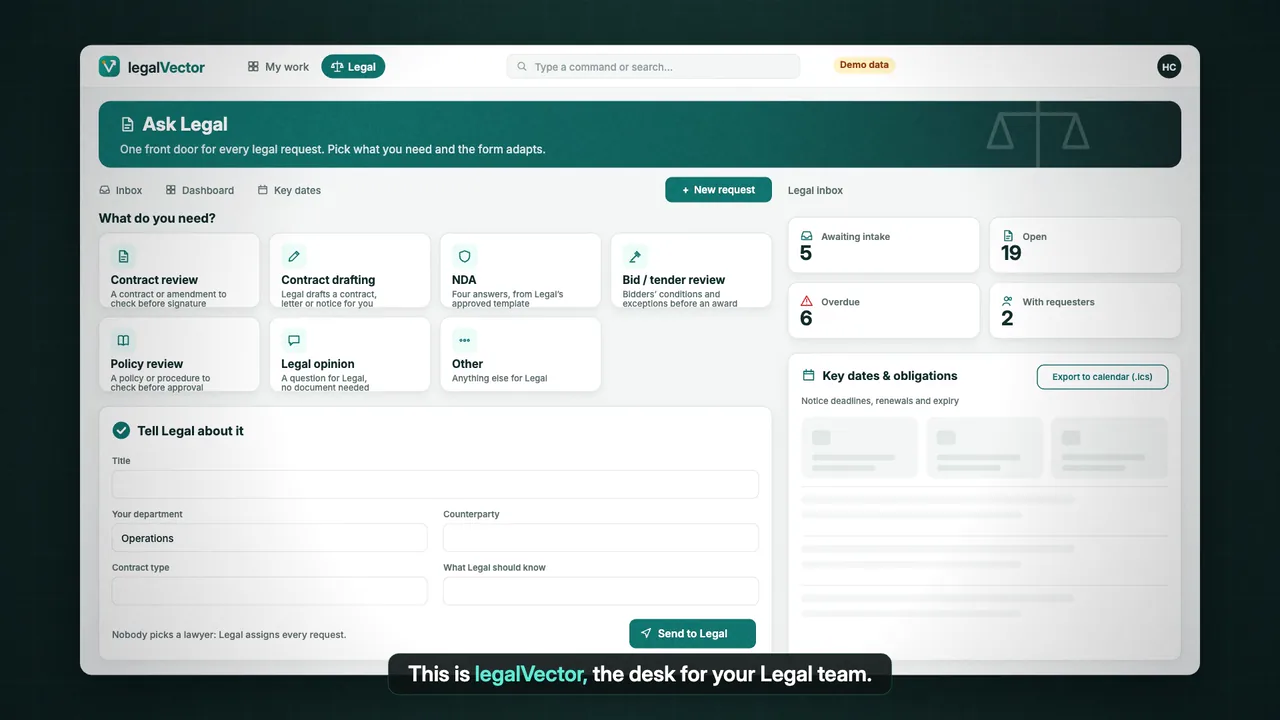 legalVector
My work
Legal
Type a command or search...
Demo data
HC
Ask Legal
One front door for every legal request. Pick what you need and the form adapts.
Inbox
Dashboard
Key dates
+ New request
Legal inbox
What do you need?
Contract review
A contract or amendment to
check before signature
Contract drafting
Legal drafts a contract,
letter or notice for you
NDA
Four answers, from Legal's
approved template
Bid / tender review
Bidders' conditions and
exceptions before an award
Policy review
A policy or procedure to
check before approval
Legal opinion
A question for Legal,
no document needed
Other
Anything else for Legal
Awaiting intake
5
Open
19
Overdue
6
With requesters
2
Tell Legal about it
Title
Your department
Operations
Counterparty
Contract type
What Legal should know
Nobody picks a lawyer: Legal assigns every request.
Send to Legal
Key dates & obligations
Export to calendar (.ics)
Notice deadlines, renewals and expiry
This is legalVector, the desk for your Legal team.